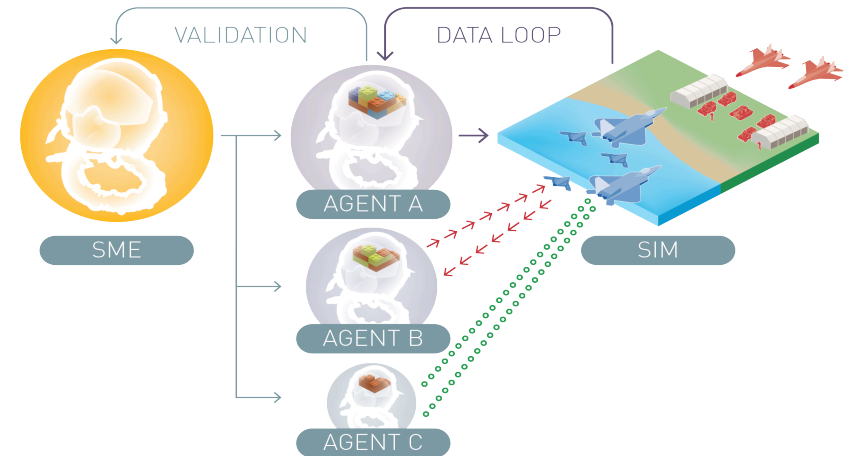 VALIDATION
DATA LOOP
AGENT A
SME
SIM
AGENT B
AGENT C